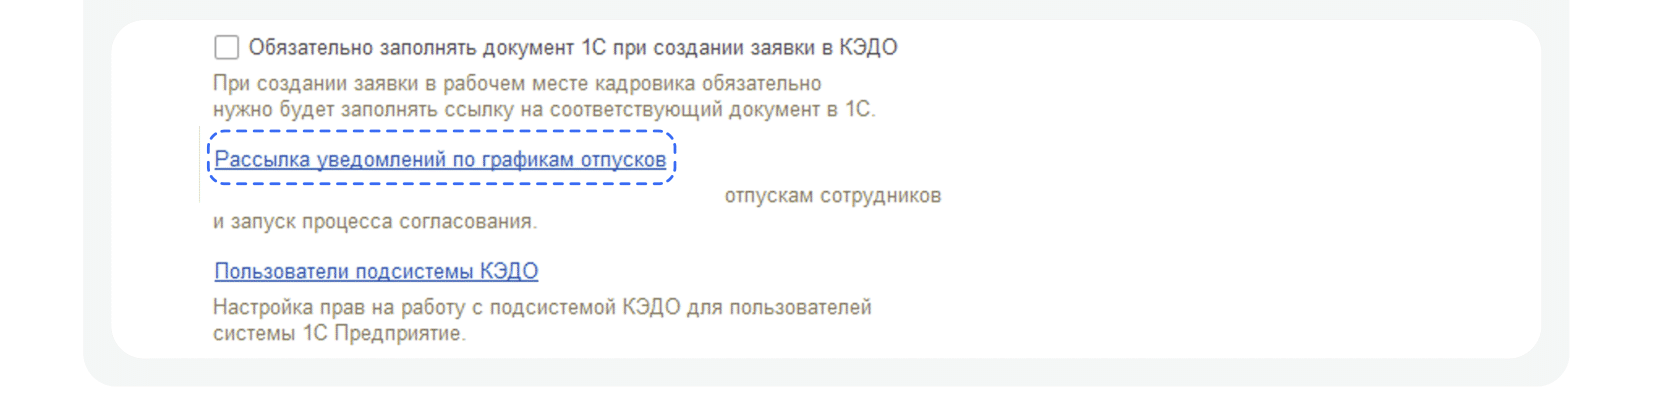 Обязательно заполнять документ 1С при создании заявки в КЭДО
При создании заявки в рабочем месте кадровика обязательно
нужно будет заполнять ссылку на соответствующий документ в 1С.
Рассылка уведомлений по графикам отпусков
отпускам сотрудников
и запуск процесса согласования.
Пользователи подсистемы КЭДО
Настройка прав на работу с подсистемой КЭДО для пользователей
системы 1С Предприятие.